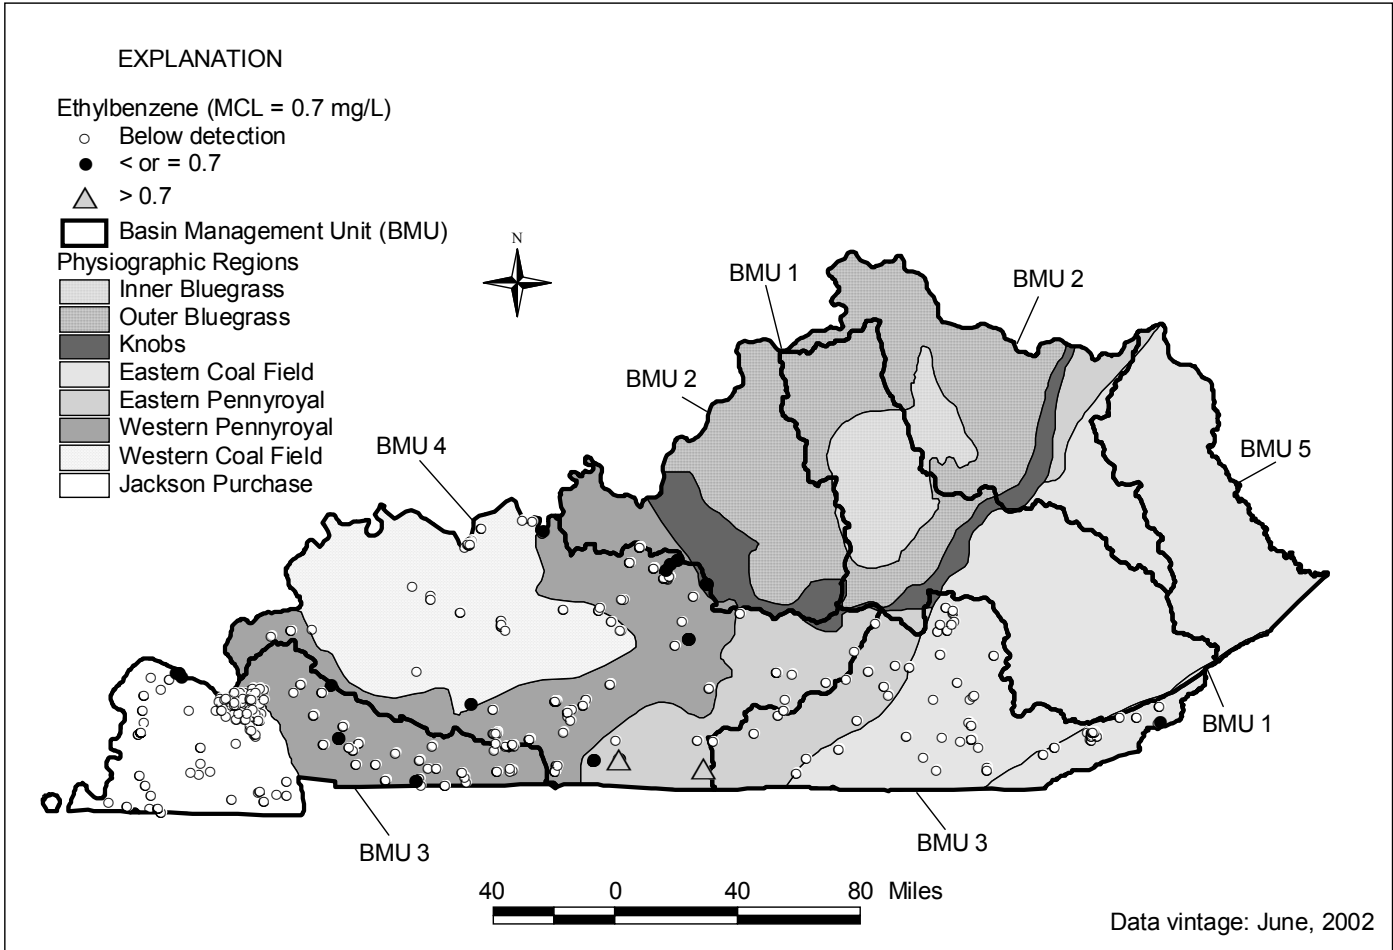 EXPLANATION
Ethylbenzene (MCL = 0.7 mg/L)
Below detection
< or = 0.7
> 0.7
Basin Management Unit (BMU)
Physiographic Regions
Inner Bluegrass
Outer Bluegrass
Knobs
Eastern Coal Field
Eastern Pennyroyal
Western Pennyroyal
Western Coal Field
Jackson Purchase
N
BMU 1
BMU 2
BMU 2
BMU 4
BMU 5
BMU 1
BMU 3
BMU 3
40 0 40 80 Miles
Data vintage: June, 2002